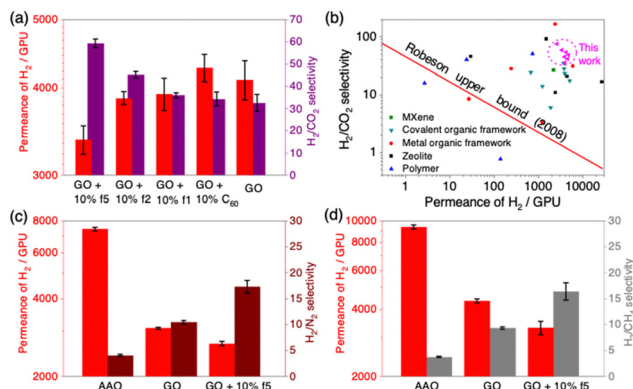 (a)
5000
4000
3000
Permeance of H2 / GPU
70
60
50
40
30
20
10
0
H2/CO2 selectivity
GO + 10% f5
GO + 10% f2
GO + 10% f1
GO + 10% C60
GO
(b)
100
10
1
H2/CO2 selectivity
This work
Robeson upper bound (2008)
MXene
Covalent organic framework
Metal organic framework
Zeolite
Polymer
1
10
100
1000
10000
Permeance of H2 / GPU
(c)
8000
4000
2000
Permeance of H2 / GPU
30
25
20
15
10
5
0
H2/N2 selectivity
AAO
GO
GO + 10% f5
(d)
10000
3000
1000
Permeance of H2 / GPU
30
25
20
15
10
5
0
H2/CH4 selectivity
AAO
GO
GO + 10% f5